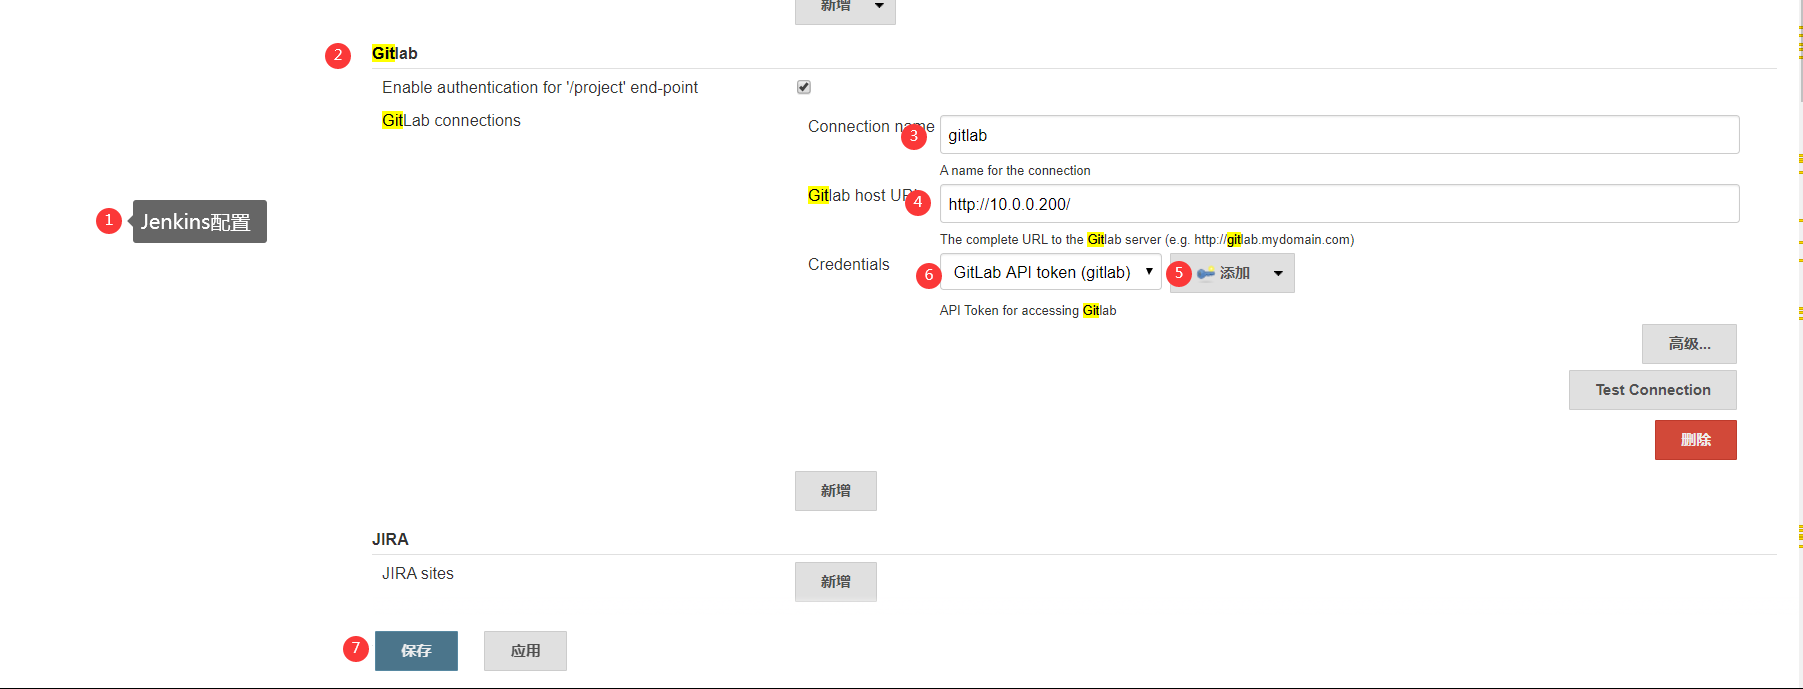 新增
2 Gitlab
Enable authentication for '/project' end-point
GitLab connections
Connection name 3 gitlab
A name for the connection
Gitlab host URL 4 http://10.0.0.200/
1 Jenkins配置
The complete URL to the Gitlab server (e.g. http://gitlab.mydomain.com)
Credentials 6 GitLab API token (gitlab) 5 添加
API Token for accessing Gitlab
高级...
Test Connection
删除
新增
JIRA
JIRA sites 新增
7 保存 应用